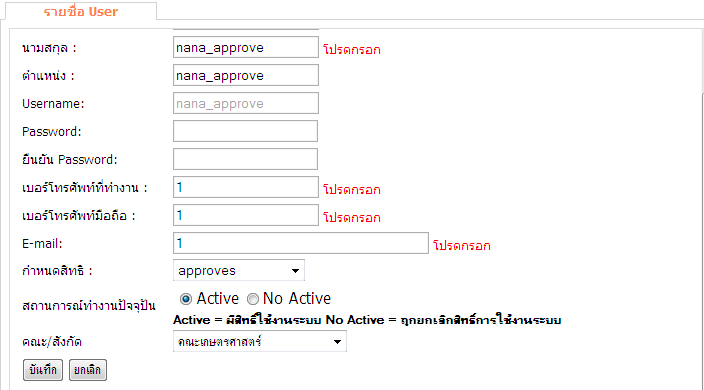 รายชื่อ User
นามสกุล : nana_approve โปรดกรอก
ตำแหน่ง : nana_approve
Username: nana_approve
Password:
ยืนยัน Password:
เบอร์โทรศัพท์ที่ทำงาน : 1 โปรดกรอก
เบอร์โทรศัพท์มือถือ : 1 โปรดกรอก
E-mail: 1 โปรดกรอก
กำหนดสิทธิ : approves
สถานการณ์ทำงานปัจจุปัน Active No Active
Active = มีสิทธิ์ใช้งานระบบ No Active = ถูกยกเลิกสิทธิ์การใช้งานระบบ
คณะ/สังกัด คณะเกษตรศาสตร์
บันทึก ยกเลิก